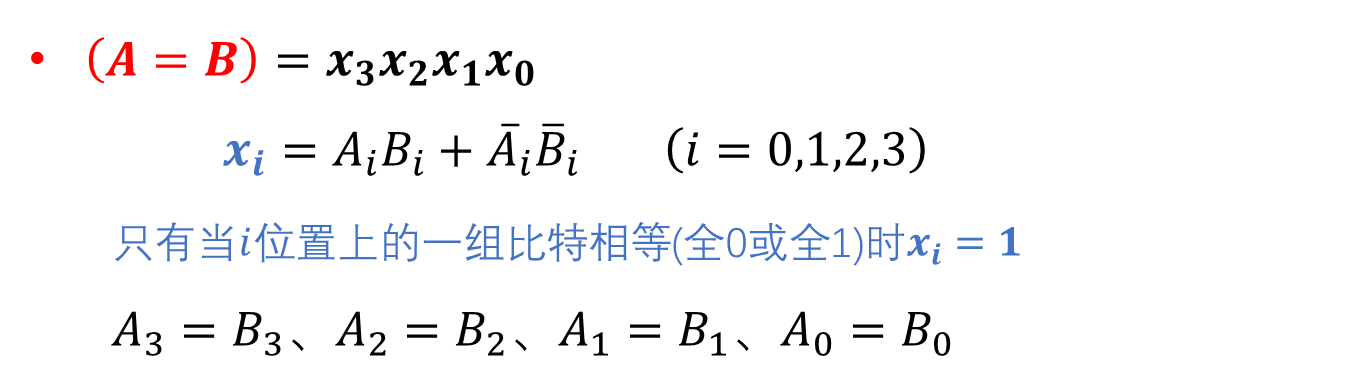 • (A = B) = x₃x₂x₁x₀
xᵢ = AᵢBᵢ + A̅ᵢB̅ᵢ (i = 0,1,2,3)
只有当i位置上的一组比特相等(全0或全1)时xᵢ = 1
A₃ = B₃、A₂ = B₂、A₁ = B₁、A₀ = B₀